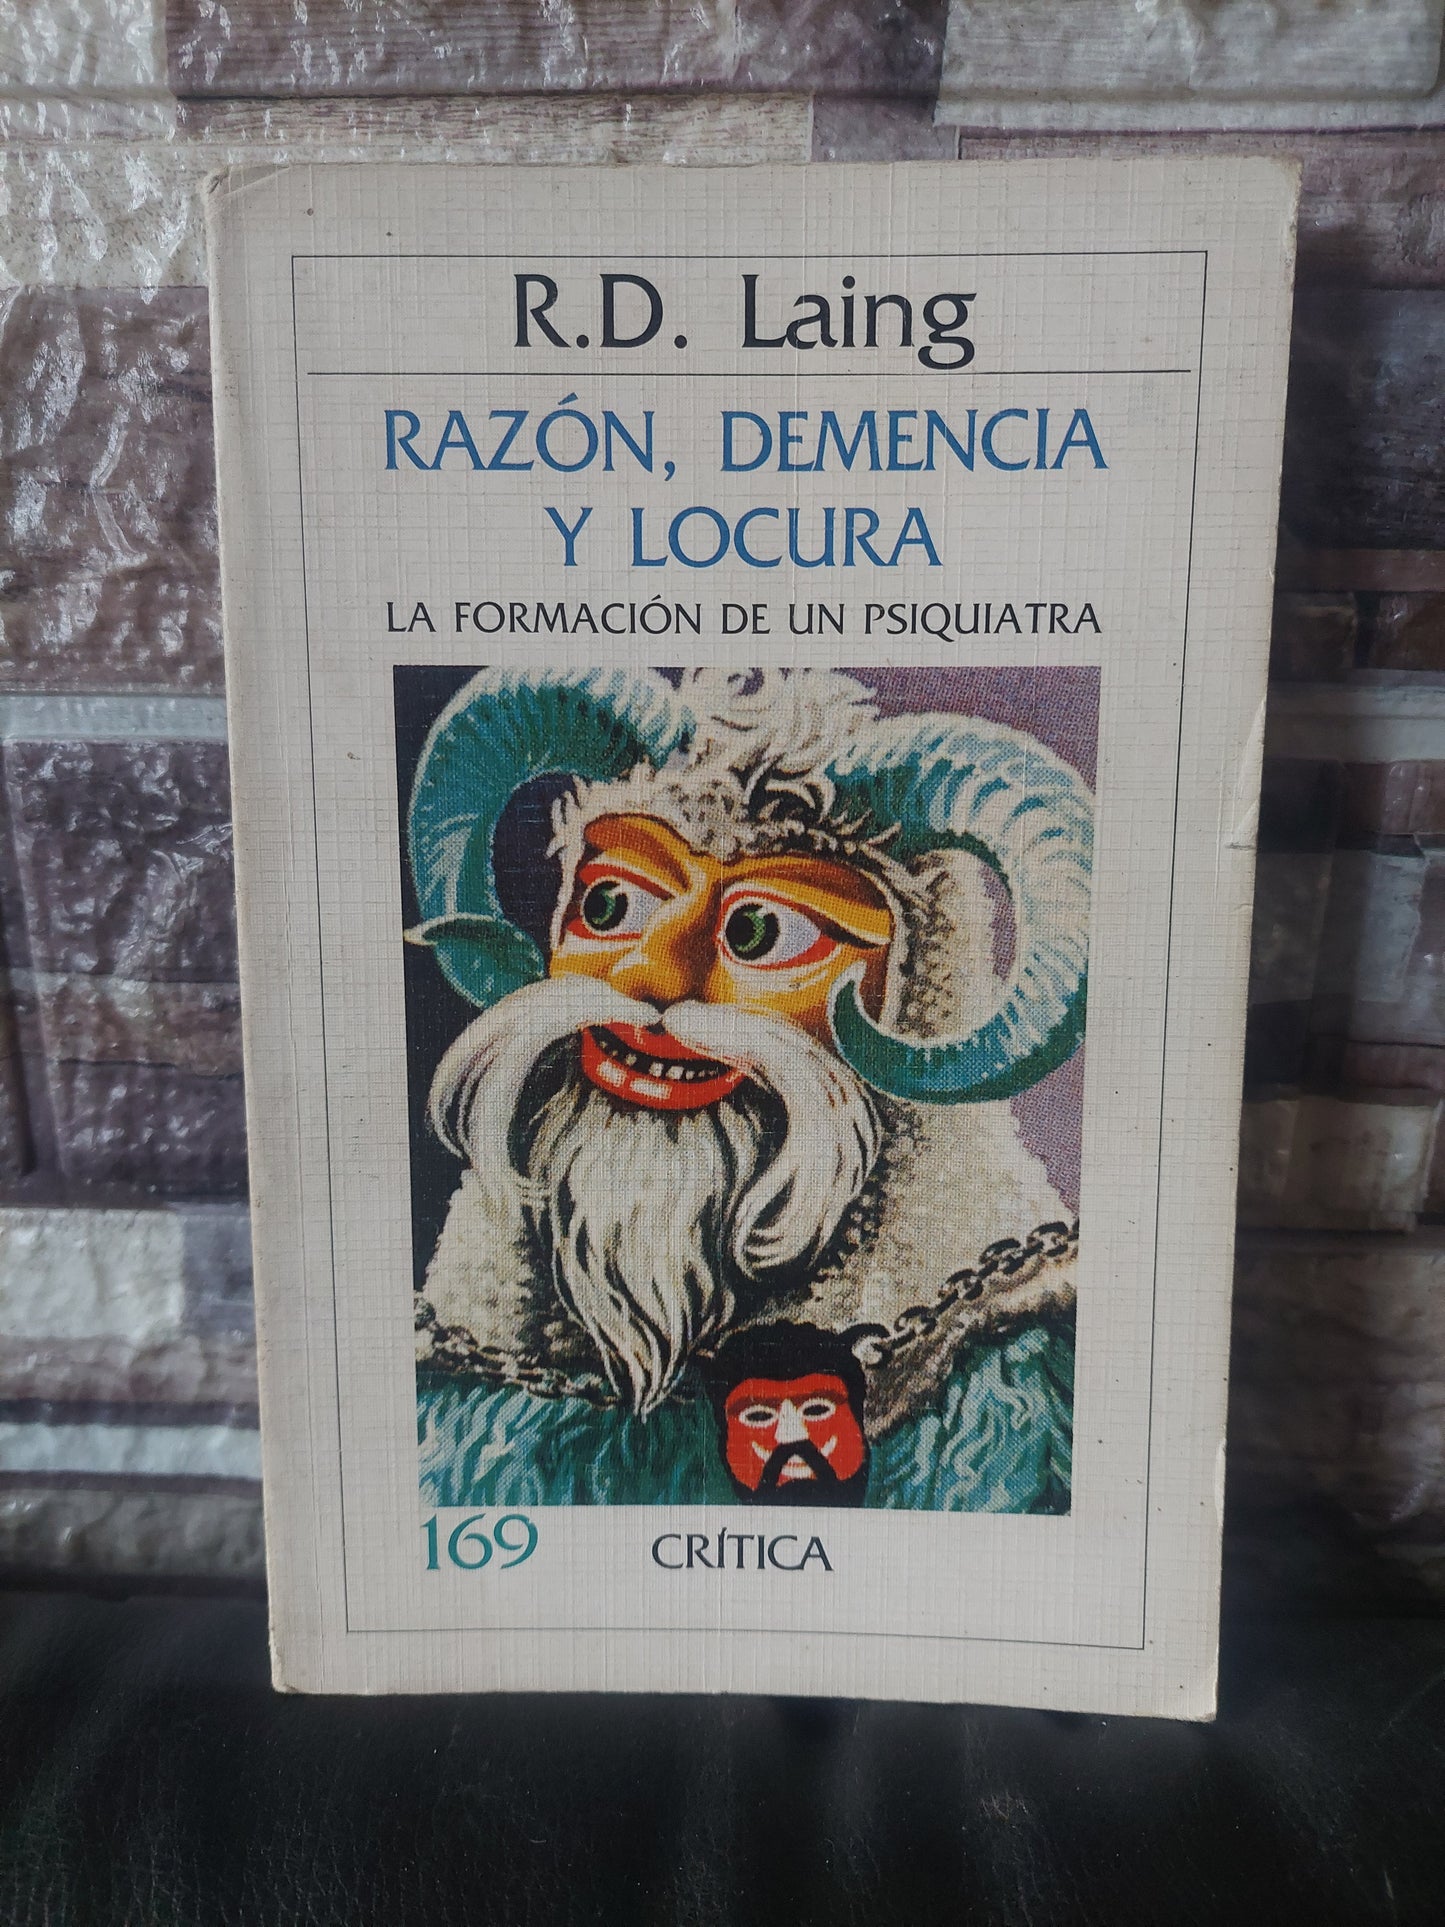 R.D. Laing
RAZÓN, DEMENCIA
Y LOCURA
LA FORMACIÓN DE UN PSIQUIATRA
169 CRÍTICA